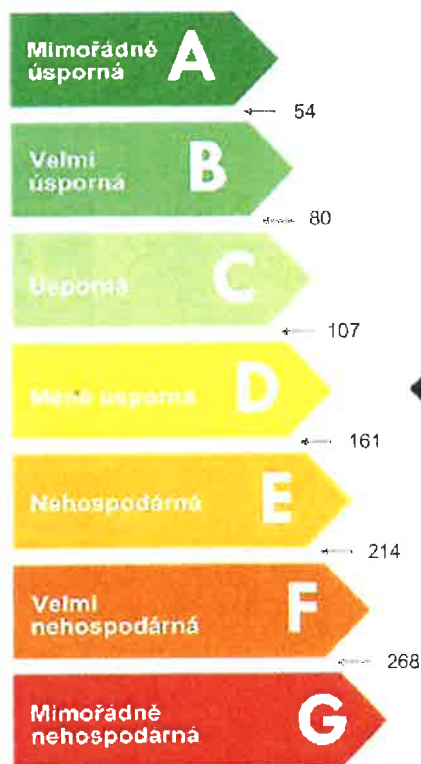 Mimořádně
úsporná
A
54
Velmi
úsporná
B
80
Úsporná
C
107
Méně úsporná
D
161
Nehospodárná
E
214
Velmi
nehospodárná
F
268
Mimořádně
nehospodárná
G